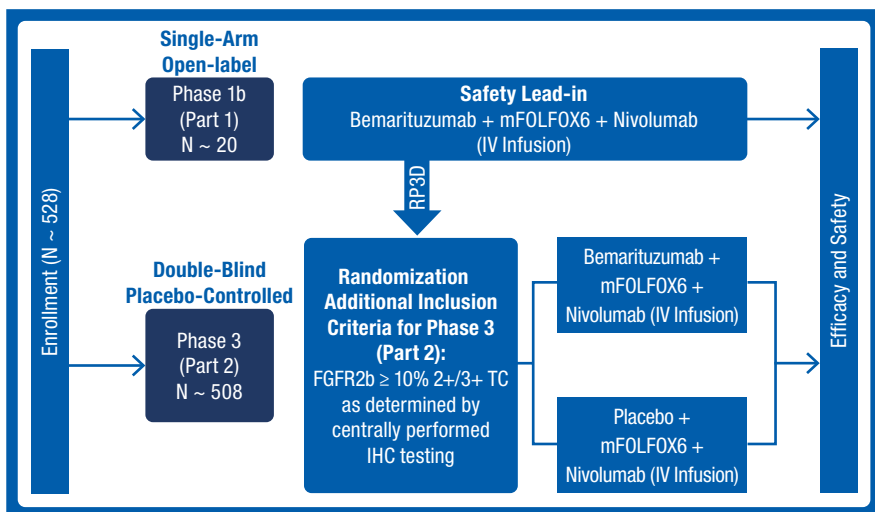 Enrollment (N ~ 528)
Single-Arm
Open-label
Phase 1b
(Part 1)
N ~ 20
Safety Lead-in
Bemarituzumab + mFOLFOX6 + Nivolumab
(IV Infusion)
RP3D
Double-Blind
Placebo-Controlled
Phase 3
(Part 2)
N ~ 508
Randomization
Additional Inclusion
Criteria for Phase 3
(Part 2):
FGFR2b ≥ 10% 2+/3+ TC
as determined by
centrally performed
IHC testing
Bemarituzumab +
mFOLFOX6 +
Nivolumab (IV Infusion)
Placebo +
mFOLFOX6 +
Nivolumab (IV Infusion)
Efficacy and Safety